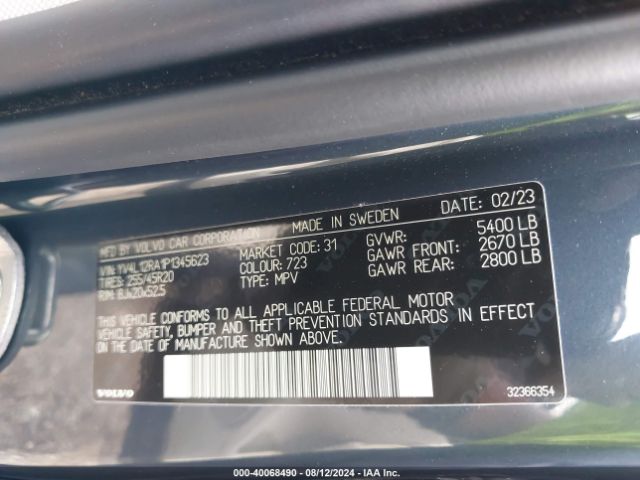 MFD BY VOLVO CAR CORPORATION MADE IN SWEDEN DATE: 02/23
VIN: YV4L12RA1P1345623 MARKET CODE: 31 GVWR: 5400 LB
TIRES: 255/45R20 COLOUR: 723 GAWR FRONT: 2670 LB
RIM: 8Jx20x52.5 TYPE: MPV GAWR REAR: 2800 LB
THIS VEHICLE CONFORMS TO ALL APPLICABLE FEDERAL MOTOR
VEHICLE SAFETY, BUMPER AND THEFT PREVENTION STANDARDS IN EFFECT
ON THE DATE OF MANUFACTURE SHOWN ABOVE.
VOLVO 32366354
000-40068490 - 08/12/2024 - IAA Inc.